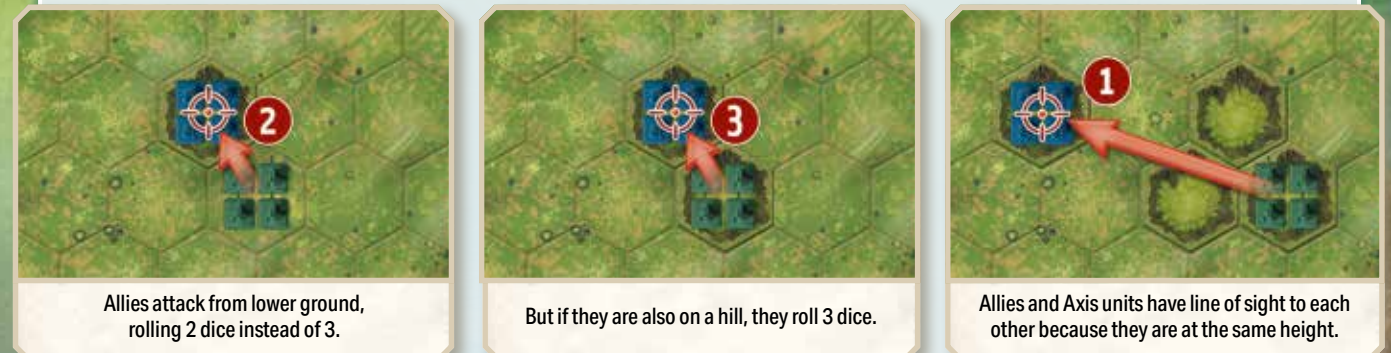 2
Allies attack from lower ground,
rolling 2 dice instead of 3.
3
But if they are also on a hill, they roll 3 dice.
1
Allies and Axis units have line of sight to each
other because they are at the same height.